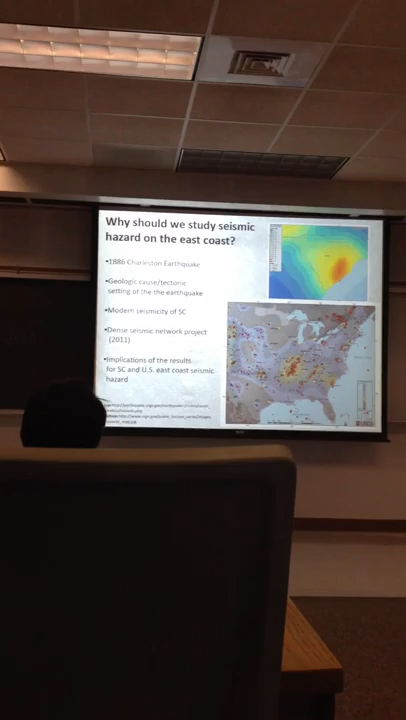 Why should we study seismic
hazard on the east coast?
•1886 Charleston Earthquake
•Geologic cause/tectonic
setting of the the earthquake
•Modern seismicity of SC
•Dense seismic network project
(2011)
•Implications of the results
for SC and U.S. east coast seismic
hazard